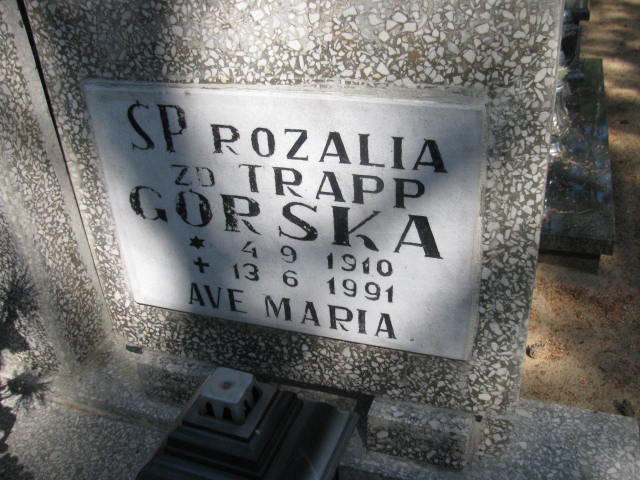 ŚP ROZALIA
ZD TRAPP
GÓRSKA
* 4 9 1910
+ 13 6 1991
AVE MARIA